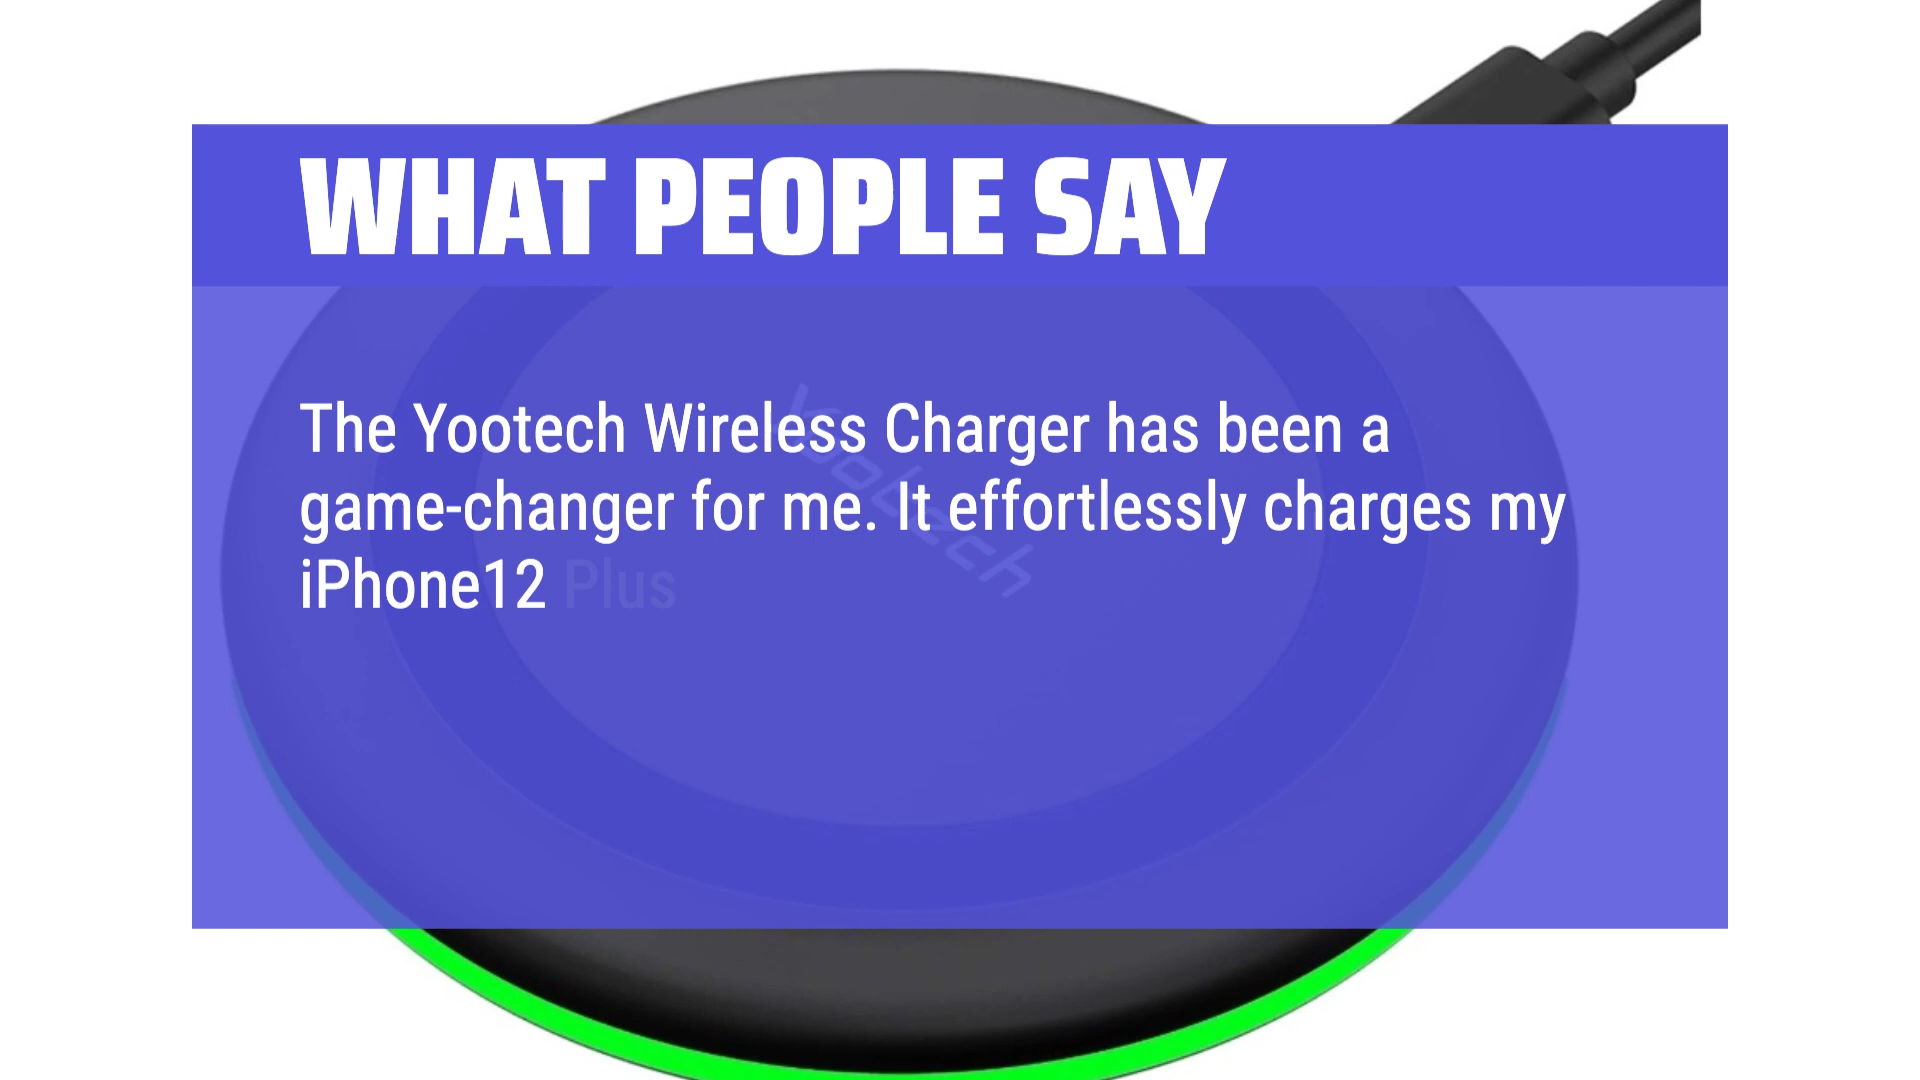 WHAT PEOPLE SAY
The Yootech Wireless Charger has been a
game-changer for me. It effortlessly charges my
iPhone12 Plus
Yootech